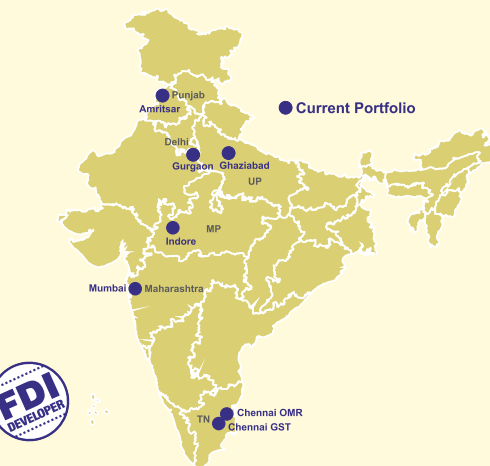 Punjab
Amritsar
Current Portfolio
Delhi
Gurgaon
Ghaziabad
UP
MP
Indore
Mumbai
Maharashtra
FDI
DEVELOPER
TN
Chennai OMR
Chennai GST